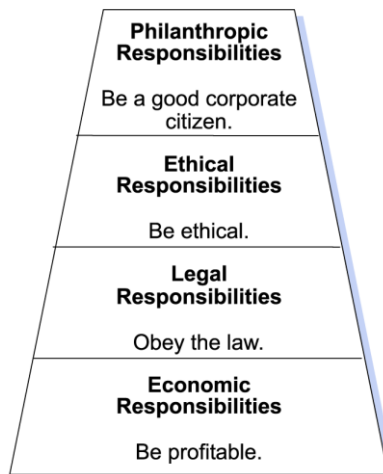 Philanthropic
Responsibilities
Be a good corporate
citizen.
Ethical
Responsibilities
Be ethical.
Legal
Responsibilities
Obey the law.
Economic
Responsibilities
Be profitable.